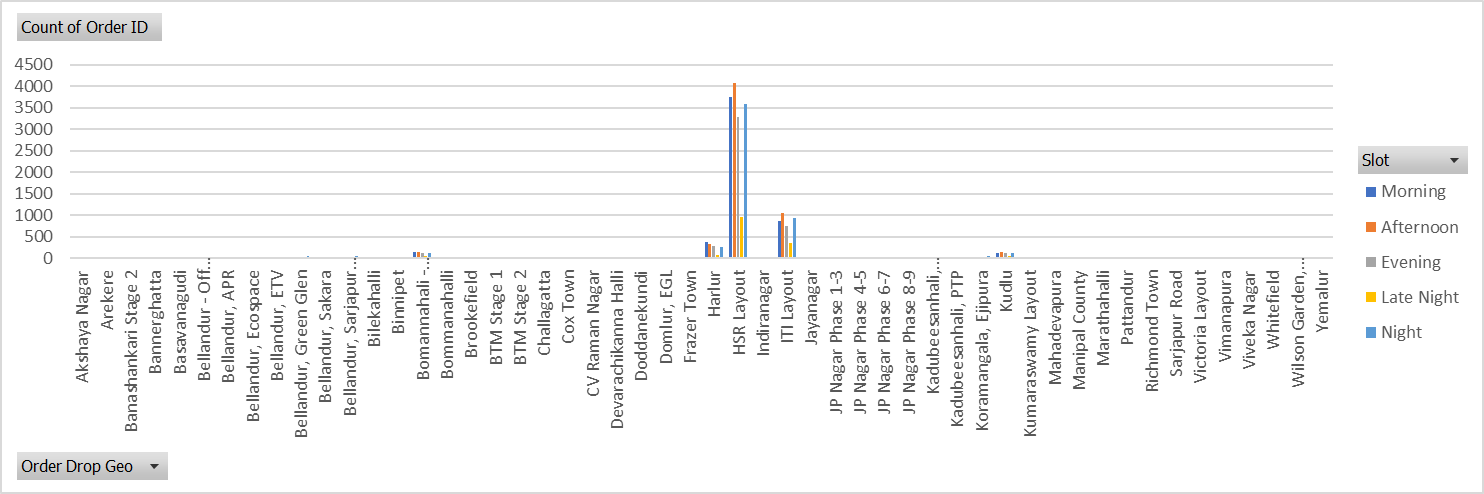 Count of Order ID
4500
4000
3500
3000
2500
2000
1500
1000
500
0
Akshaya Nagar
Arekere
Banashankari Stage 2
Bannerghatta
Basavanagudi
Bellandur - Off…
Bellandur, APR
Bellandur, Ecospace
Bellandur, ETV
Bellandur, Green Glen
Bellandur, Sakara
Bellandur, Sarjapur…
Bilekahalli
Binnipet
Bomannahali -…
Bommanahalli
Brookefield
BTM Stage 1
BTM Stage 2
Challagatta
Cox Town
CV Raman Nagar
Devarachikanna Halli
Doddanekundi
Domlur, EGL
Frazer Town
Harlur
HSR Layout
Indiranagar
ITI Layout
Jayanagar
JP Nagar Phase 1-3
JP Nagar Phase 4-5
JP Nagar Phase 6-7
JP Nagar Phase 8-9
Kadubeesanhali,…
Kadubeesanhali, PTP
Koramangala, Ejipura
Kudlu
Kumaraswamy Layout
Mahadevapura
Manipal County
Marathahalli
Pattandur
Richmond Town
Sarjapur Road
Victoria Layout
Vimanapura
Viveka Nagar
Whitefield
Wilson Garden,…
Yemalur
Slot
Morning
Afternoon
Evening
Late Night
Night
Order Drop Geo